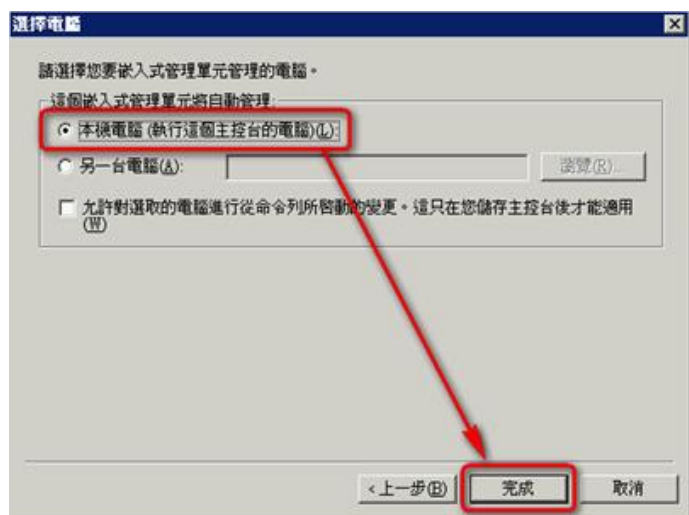 選擇電腦
請選擇您要嵌入式管理單元管理的電腦。
這個嵌入式管理單元將自動管理:
本機電腦 (執行這個主控台的電腦)(L):
另一台電腦(A):
瀏覽(R)...
允許對選取的電腦進行從命令列所啓動的變更。這只在您儲存主控台後才能適用
(W)
<上一步(B)
完成
取消